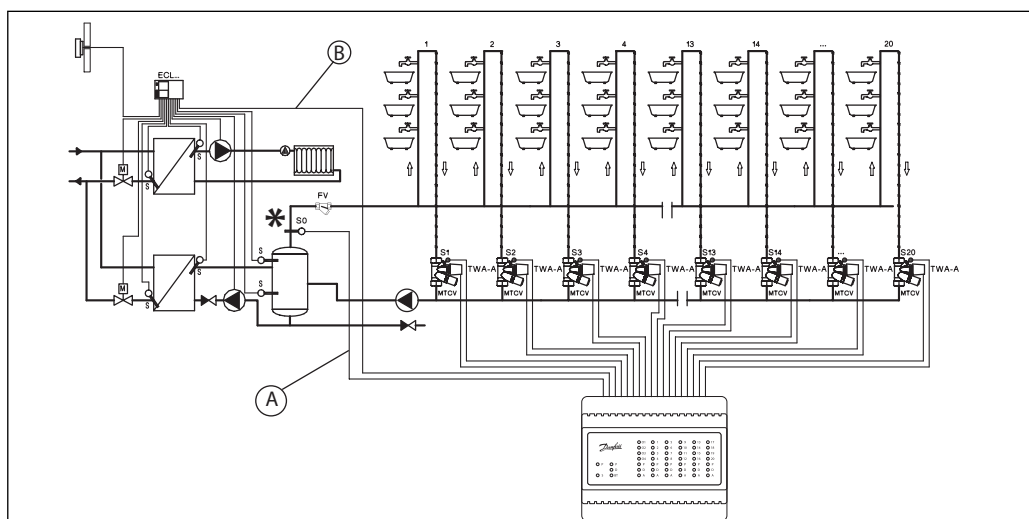 1 2 3 4 13 14 ... 20
B
ECL...
M
S
S
FV
S0
S
M
S
S
S
S1 S2 S3 S4 S13 S14 ... S20
TWA-A TWA-A TWA-A TWA-A TWA-A TWA-A TWA-A TWA-A
MTCV MTCV MTCV MTCV MTCV MTCV MTCV MTCV
A
Danfoss